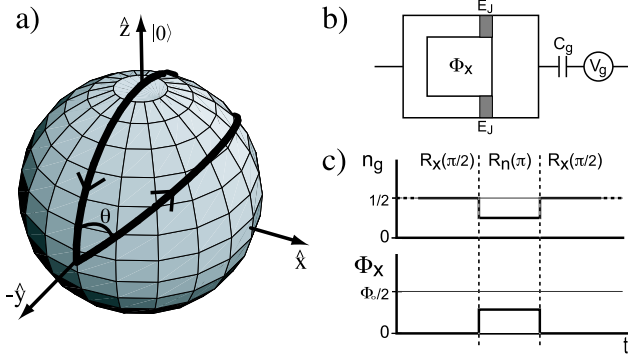 a)
ẑ
|0⟩
θ
x̂
-ŷ
b)
E_J
Φ_x
C_g
V_g
E_J
c)
n_g
R_x(π/2) R_n(π) R_x(π/2)
1/2
0
Φ_x
Φ_o/2
0
t